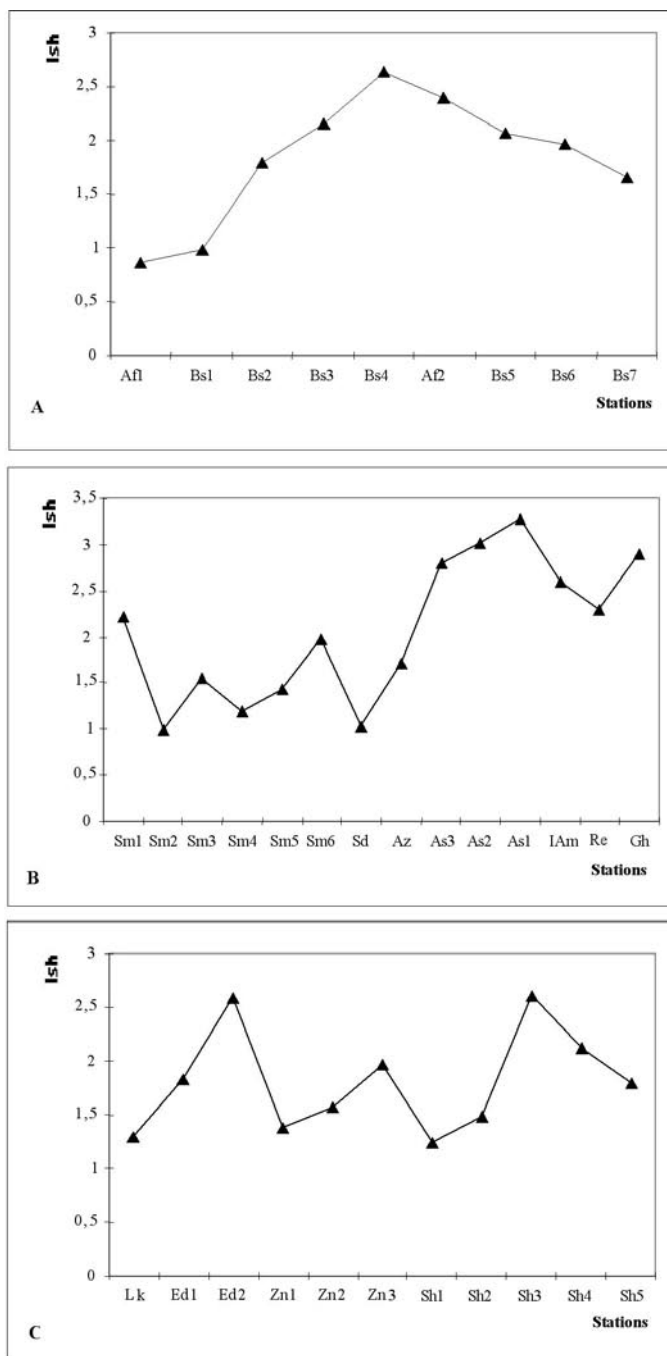 Ish
3
2,5
2
1,5
1
0,5
0
Af1 Bs1 Bs2 Bs3 Bs4 Af2 Bs5 Bs6 Bs7
Stations
A
Ish
3,5
3
2,5
2
1,5
1
0,5
0
Sm1 Sm2 Sm3 Sm4 Sm5 Sm6 Sd Az As3 As2 As1 IAm Re Gh
Stations
B
Ish
3
2,5
2
1,5
1
0,5
0
Lk Ed1 Ed2 Zn1 Zn2 Zn3 Sh1 Sh2 Sh3 Sh4 Sh5
Stations
C